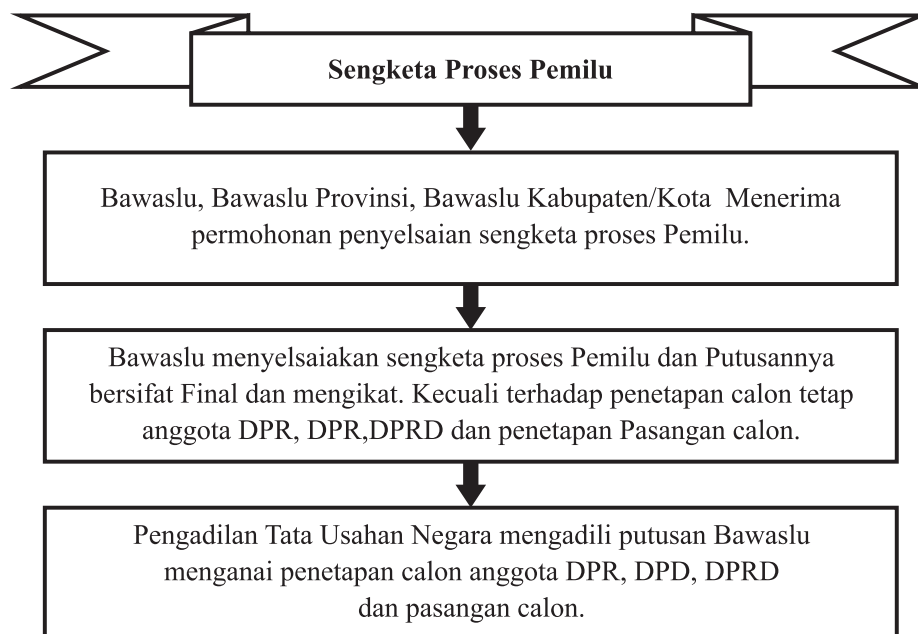 Sengketa Proses Pemilu
Bawaslu, Bawaslu Provinsi, Bawaslu Kabupaten/Kota Menerima
permohonan penyelsaian sengketa proses Pemilu.
Bawaslu menyelsaiakan sengketa proses Pemilu dan Putusannya
bersifat Final dan mengikat. Kecuali terhadap penetapan calon tetap
anggota DPR, DPR,DPRD dan penetapan Pasangan calon.
Pengadilan Tata Usahan Negara mengadili putusan Bawaslu
menganai penetapan calon anggota DPR, DPD, DPRD
dan pasangan calon.